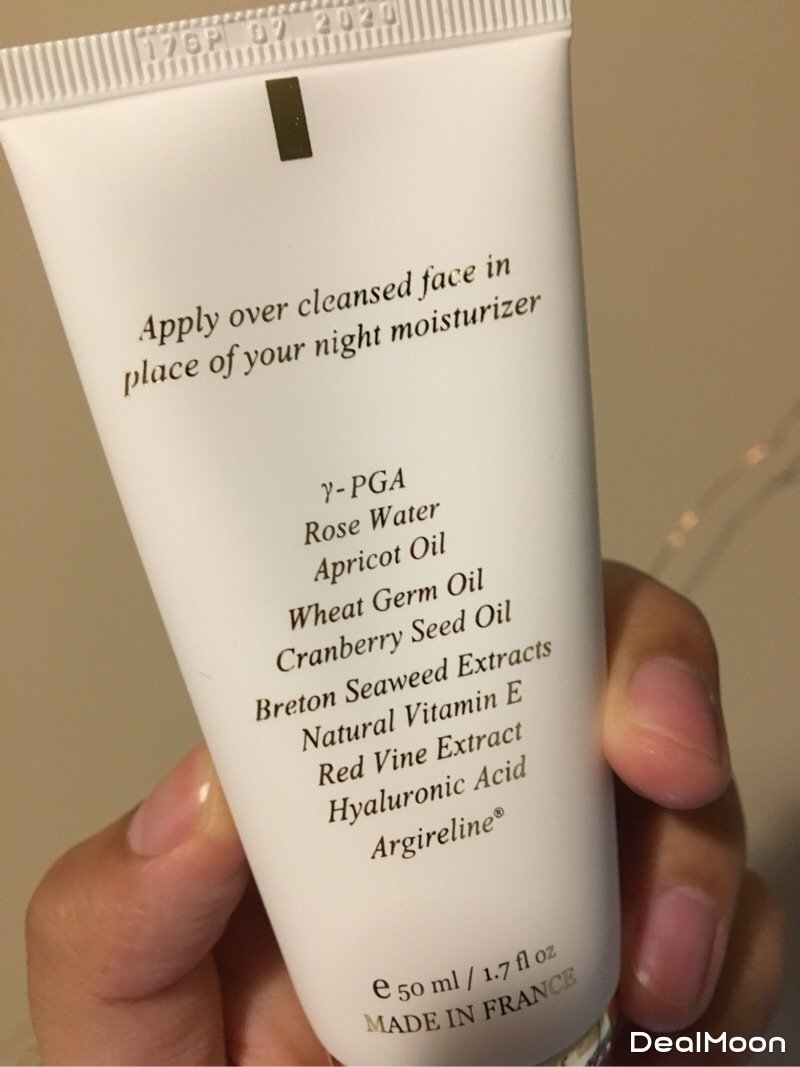 17GP 07 2020
Apply over cleansed face in
place of your night moisturizer
γ-PGA
Rose Water
Apricot Oil
Wheat Germ Oil
Cranberry Seed Oil
Breton Seaweed Extracts
Natural Vitamin E
Red Vine Extract
Hyaluronic Acid
Argireline®
℮ 50 ml / 1.7 fl oz
MADE IN FRANCE
DealMoon